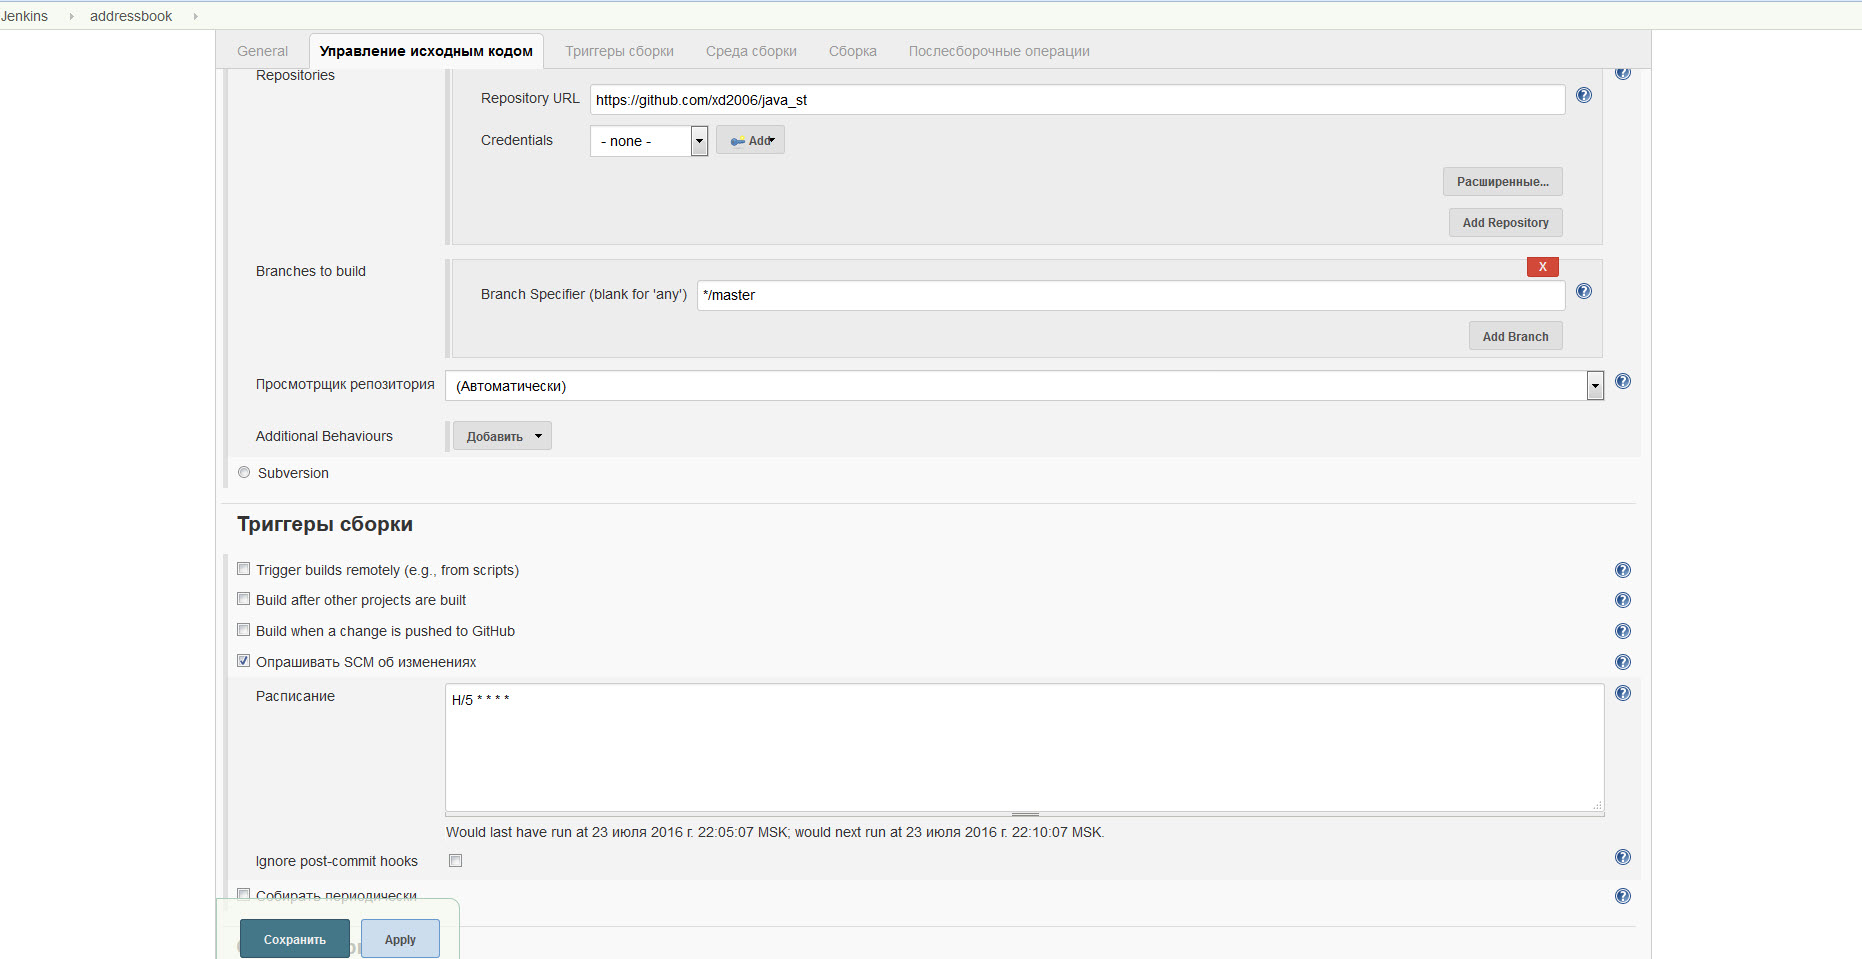 Jenkins addressbook
General Управление исходным кодом Триггеры сборки Среда сборки Сборка Послесборочные операции
Repositories
Repository URL https://github.com/xd2006/java_st
Credentials - none - Add
Расширенные...
Add Repository
Branches to build
X
Branch Specifier (blank for 'any') */master
Add Branch
Просмотрщик репозитория (Автоматически)
Additional Behaviours Добавить
Subversion
Триггеры сборки
Trigger builds remotely (e.g., from scripts)
Build after other projects are built
Build when a change is pushed to GitHub
Опрашивать SCM об изменениях
Расписание H/5 * * * *
Would last have run at 23 июля 2016 г. 22:05:07 MSK; would next run at 23 июля 2016 г. 22:10:07 MSK.
Ignore post-commit hooks
Собирать периодически
Сохранить Apply